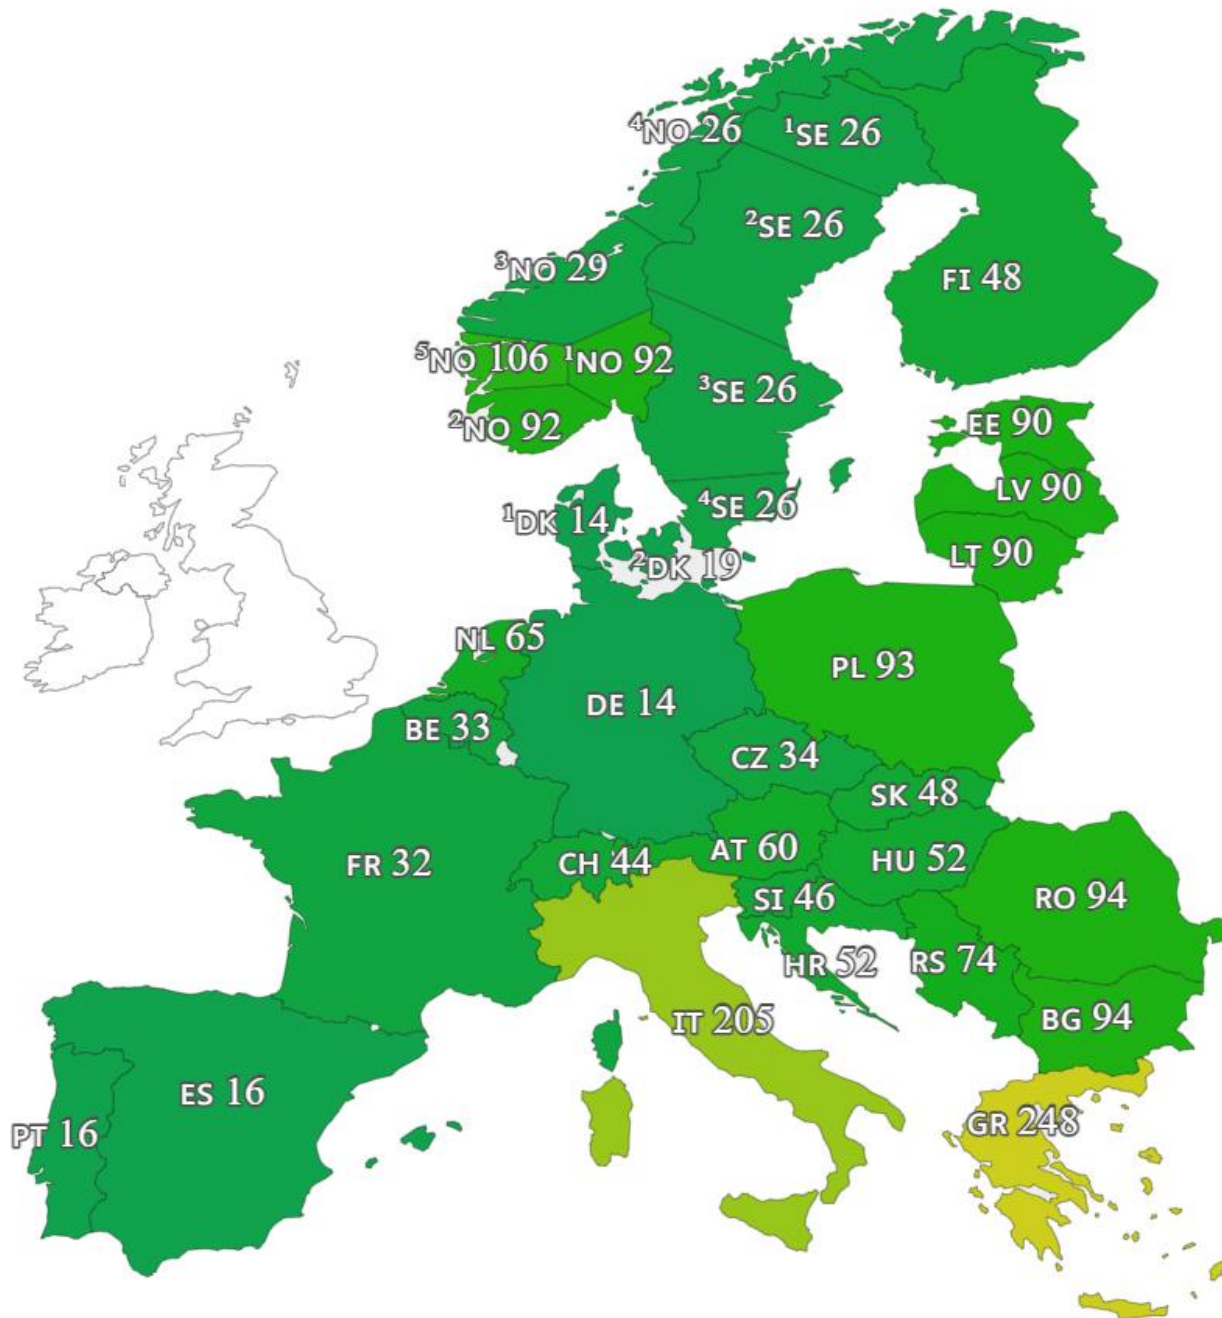 ⁴NO 26
¹SE 26
²SE 26
³NO 29
FI 48
⁵NO 106
¹NO 92
³SE 26
²NO 92
EE 90
LV 90
¹DK 14
⁴SE 26
LT 90
²DK 19
NL 65
PL 93
DE 14
BE 33
CZ 34
SK 48
FR 32
CH 44
AT 60
HU 52
SI 46
RO 94
HR 52
RS 74
IT 205
BG 94
ES 16
PT 16
GR 248